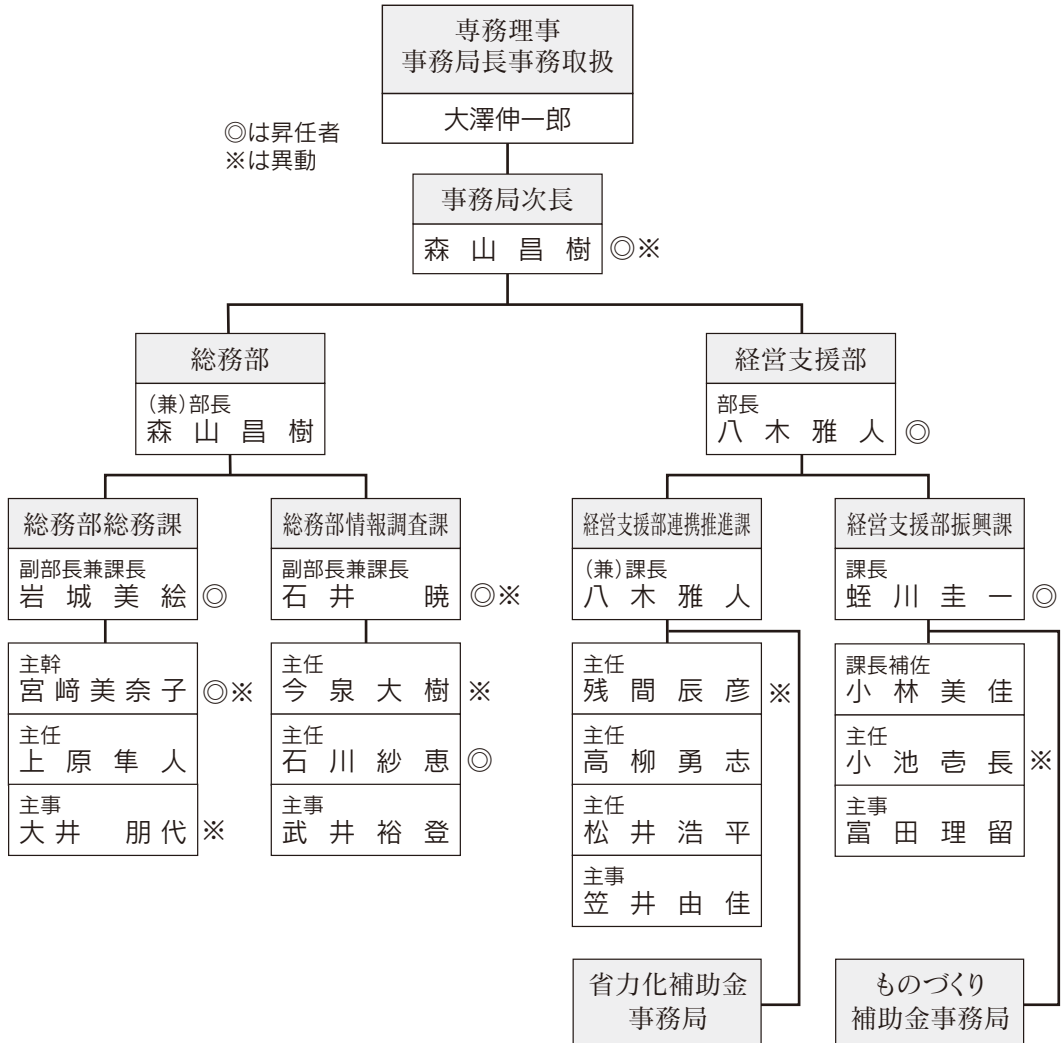 専務理事
事務局長事務取扱
大澤伸一郎
◎は昇任者
※は異動
事務局次長
森山昌樹 ◎※
総務部
(兼)部長
森山昌樹
経営支援部
部長
八木雅人 ◎
総務部総務課
副部長兼課長
岩城美絵 ◎
主幹
宮﨑美奈子 ◎※
主任
上原隼人
主事
大井朋代 ※
総務部情報調査課
副部長兼課長
石井暁 ◎※
主任
今泉大樹 ※
主任
石川紗恵 ◎
主事
武井裕登
経営支援部連携推進課
(兼)課長
八木雅人
主任
残間辰彦 ※
主任
高柳勇志
主任
松井浩平
主事
笠井由佳
省力化補助金
事務局
経営支援部振興課
課長
蛭川圭一 ◎
課長補佐
小林美佳
主任
小池壱長 ※
主事
富田理留
ものづくり
補助金事務局